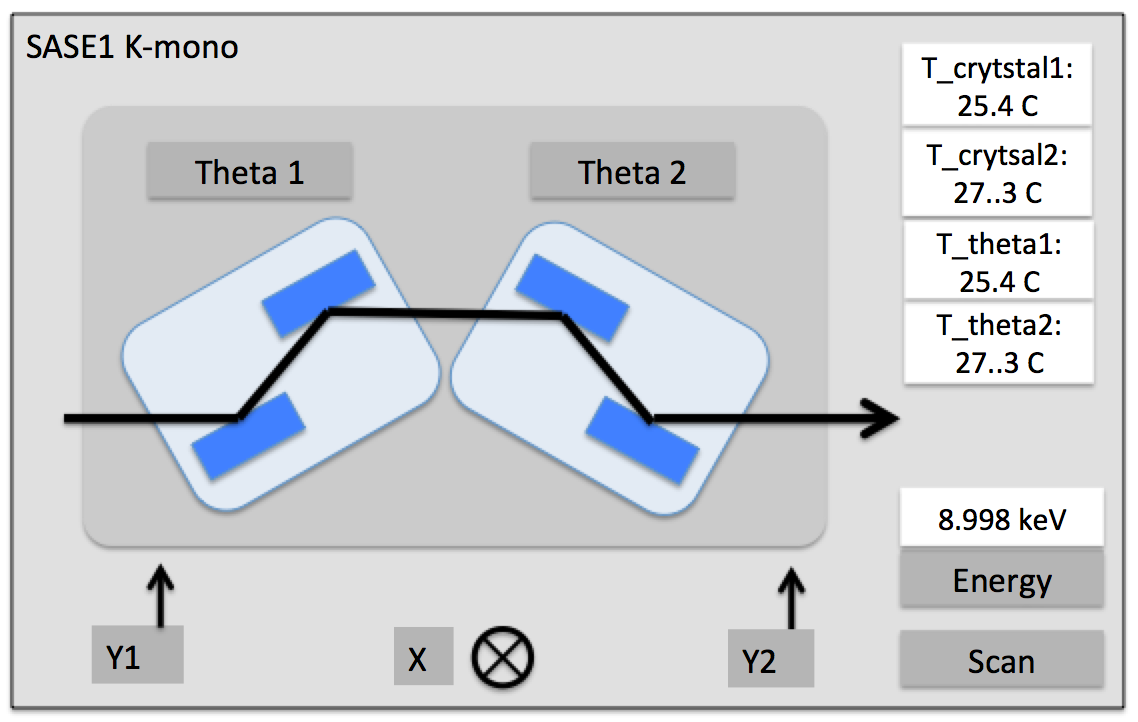 SASE1 K-mono
T_crytstal1:
25.4 C
T_crytsal2:
27..3 C
T_theta1:
25.4 C
T_theta2:
27..3 C
Theta 1
Theta 2
8.998 keV
Energy
Scan
Y1
X
Y2